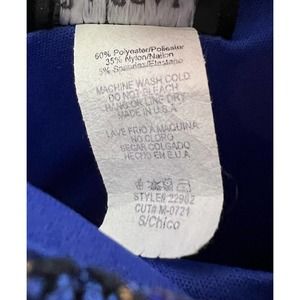 60% Polyester/Poliester
35% Nylon/Nailon
5% Spandex/Elastano
MACHINE WASH COLD
DO NOT BLEACH
HANG OR LINE DRY
MADE IN U.S.A
LAVE FRIO A MAQUINA
NO CLORO
SECAR COLGADO
HECHO EN E.U.A
STYLE# 22902
CUT# M-0721
S/Chico